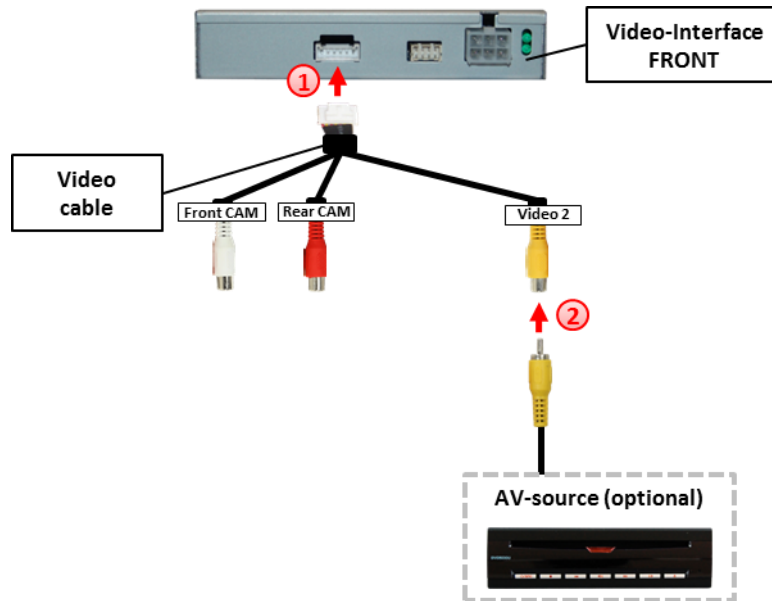 Video-Interface
FRONT
1
Video
cable
Front CAM
Rear CAM
Video 2
2
AV-source (optional)